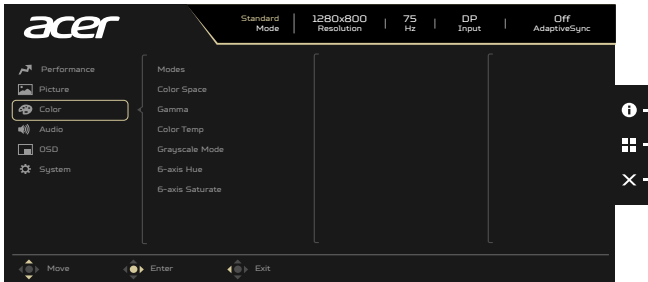 acer
Standard 1280x800 75 DP Off
Mode Resolution Hz Input AdaptiveSync
Performance
Modes
Picture
Color Space
Color
Gamma
Audio
Color Temp
OSD
Grayscale Mode
System
6-axis Hue
6-axis Saturate
Move Enter Exit